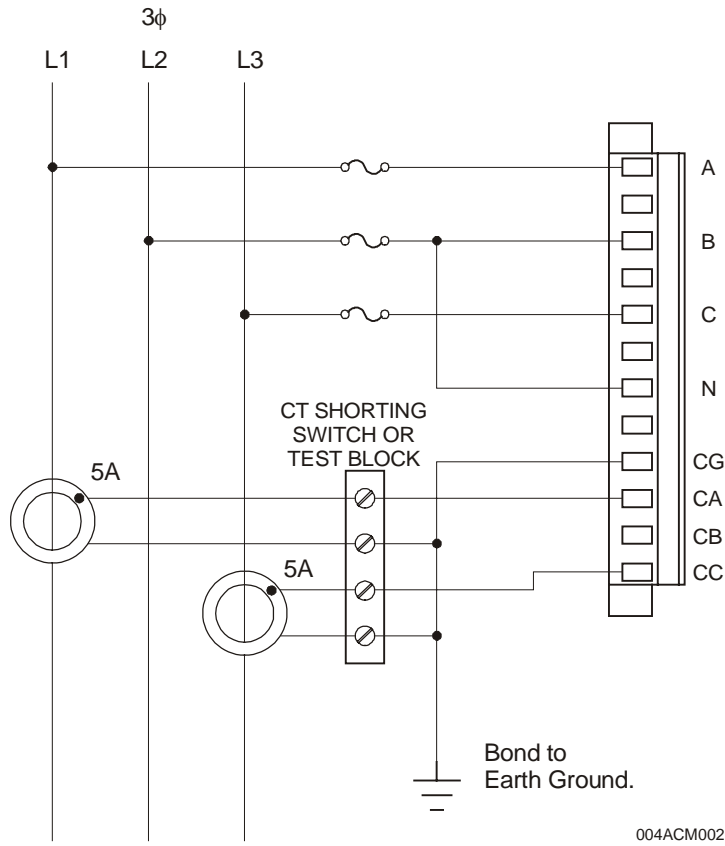 3ϕ
L1 L2 L3
A
B
C
N
CT SHORTING
SWITCH OR
TEST BLOCK
CG
5A
CA
CB
5A
CC
Bond to
Earth Ground.
004ACM002